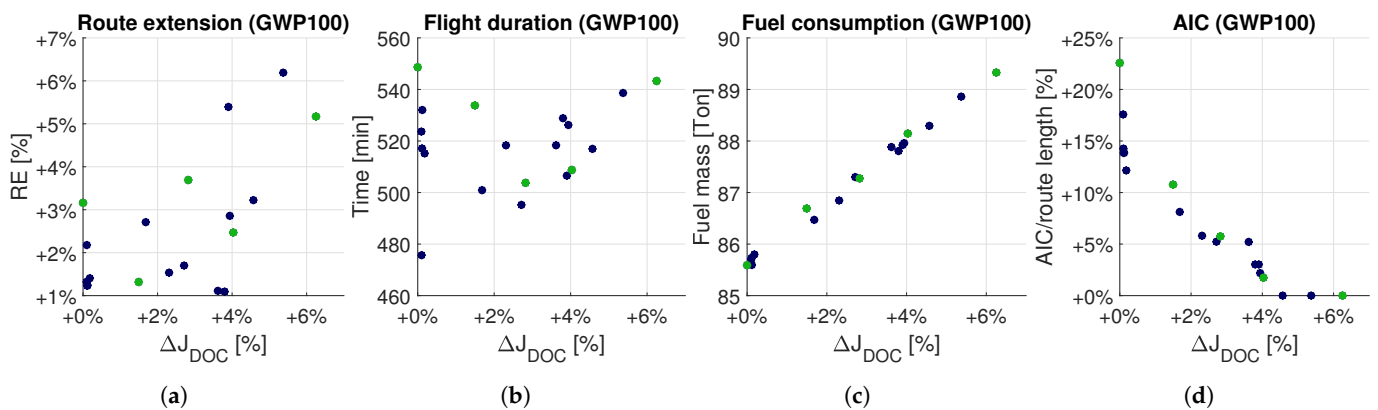 Route extension (GWP100)
+7%
+6%
+5%
+4%
+3%
+2%
+1%
RE [%]
+0% +2% +4% +6%
ΔJ_DOC [%]
(a)
Flight duration (GWP100)
560
540
520
500
480
460
Time [min]
+0% +2% +4% +6%
ΔJ_DOC [%]
(b)
Fuel consumption (GWP100)
90
89
88
87
86
85
Fuel mass [Ton]
+0% +2% +4% +6%
ΔJ_DOC [%]
(c)
AIC (GWP100)
+25%
+20%
+15%
+10%
+5%
+0%
AIC/route length [%]
+0% +2% +4% +6%
ΔJ_DOC [%]
(d)